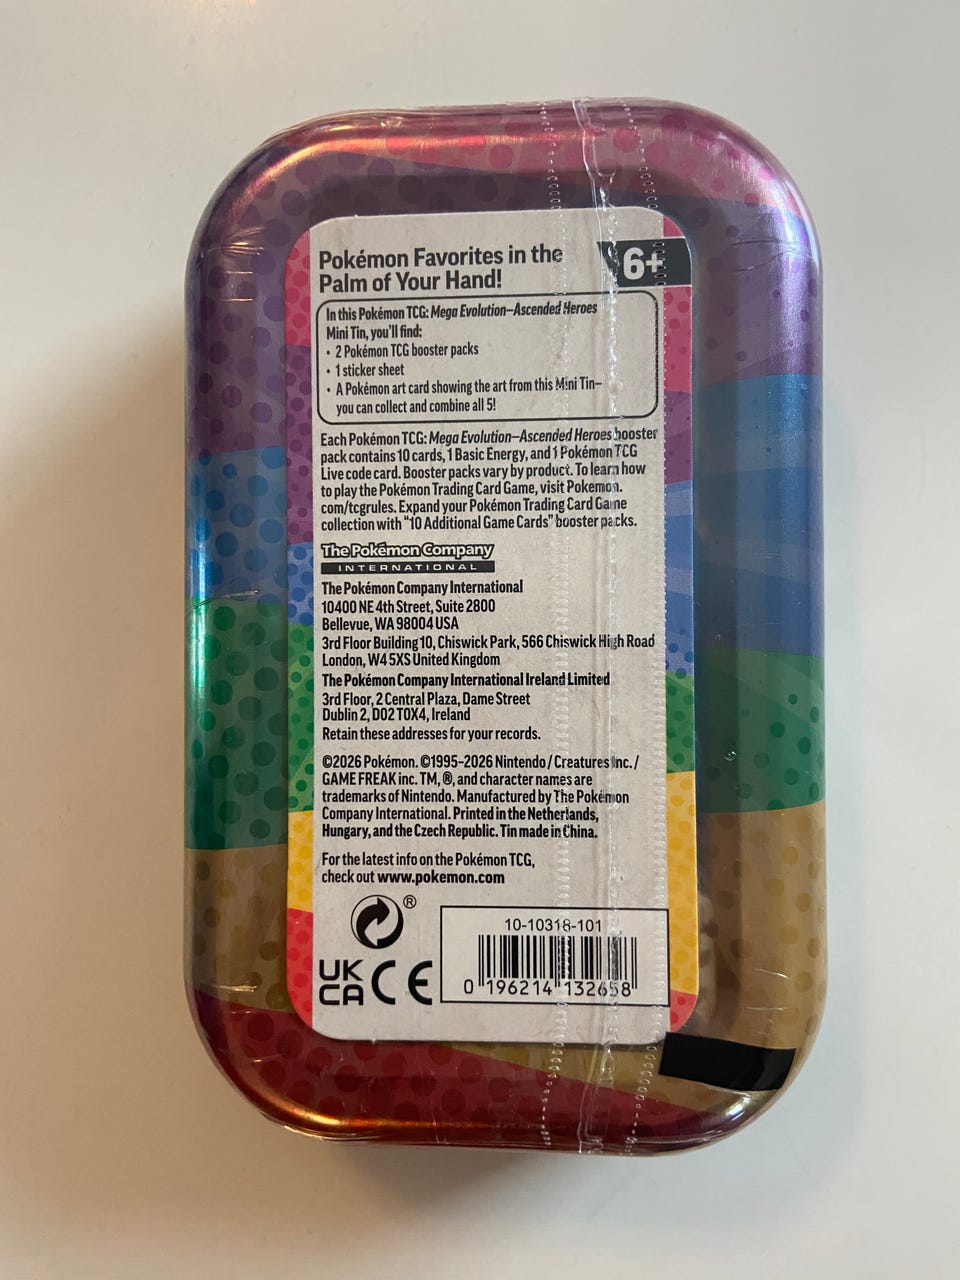 Pokémon Favorites in the
Palm of Your Hand!
6+
In this Pokémon TCG: Mega Evolution—Ascended Heroes
Mini Tin, you'll find:
• 2 Pokémon TCG booster packs
• 1 sticker sheet
• A Pokémon art card showing the art from this Mini Tin—
you can collect and combine all 5!
Each Pokémon TCG: Mega Evolution—Ascended Heroes booster
pack contains 10 cards, 1 Basic Energy, and 1 Pokémon TCG
Live code card. Booster packs vary by product. To learn how
to play the Pokémon Trading Card Game, visit Pokemon.
com/tcgrules. Expand your Pokémon Trading Card Game
collection with "10 Additional Game Cards" booster packs.
The Pokémon Company
INTERNATIONAL
The Pokémon Company International
10400 NE 4th Street, Suite 2800
Bellevue, WA 98004 USA
3rd Floor Building 10, Chiswick Park, 566 Chiswick High Road
London, W4 5XS United Kingdom
The Pokémon Company International Ireland Limited
3rd Floor, 2 Central Plaza, Dame Street
Dublin 2, D02 T0X4, Ireland
Retain these addresses for your records.
©2026 Pokémon. ©1995–2026 Nintendo / Creatures Inc. /
GAME FREAK inc. TM, ®, and character names are
trademarks of Nintendo. Manufactured by The Pokémon
Company International. Printed in the Netherlands,
Hungary, and the Czech Republic. Tin made in China.
For the latest info on the Pokémon TCG,
check out www.pokemon.com
®
UK
CA CE
10-10318-101
0 196214 132658